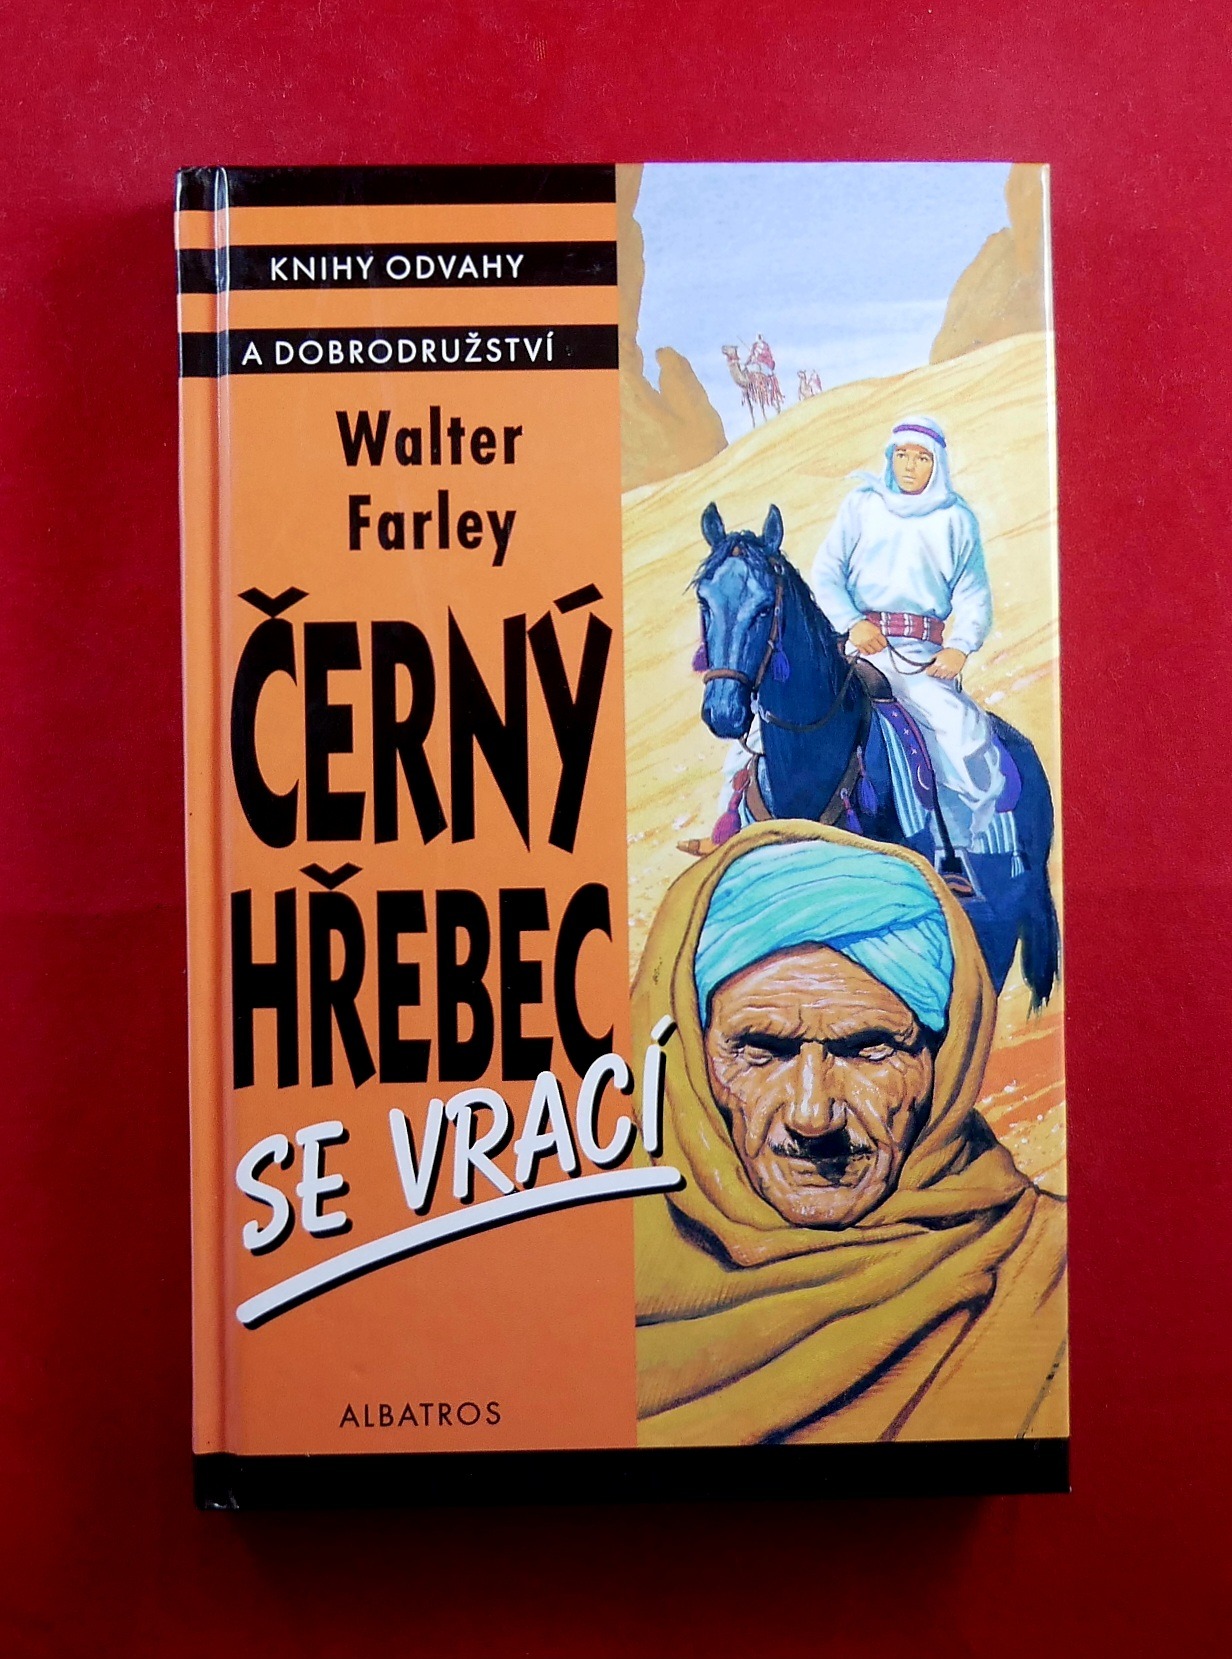 KNIHY ODVAHY
A DOBRODRUŽSTVÍ
Walter
Farley
ČERNÝ
HŘEBEC
SE VRACÍ
ALBATROS